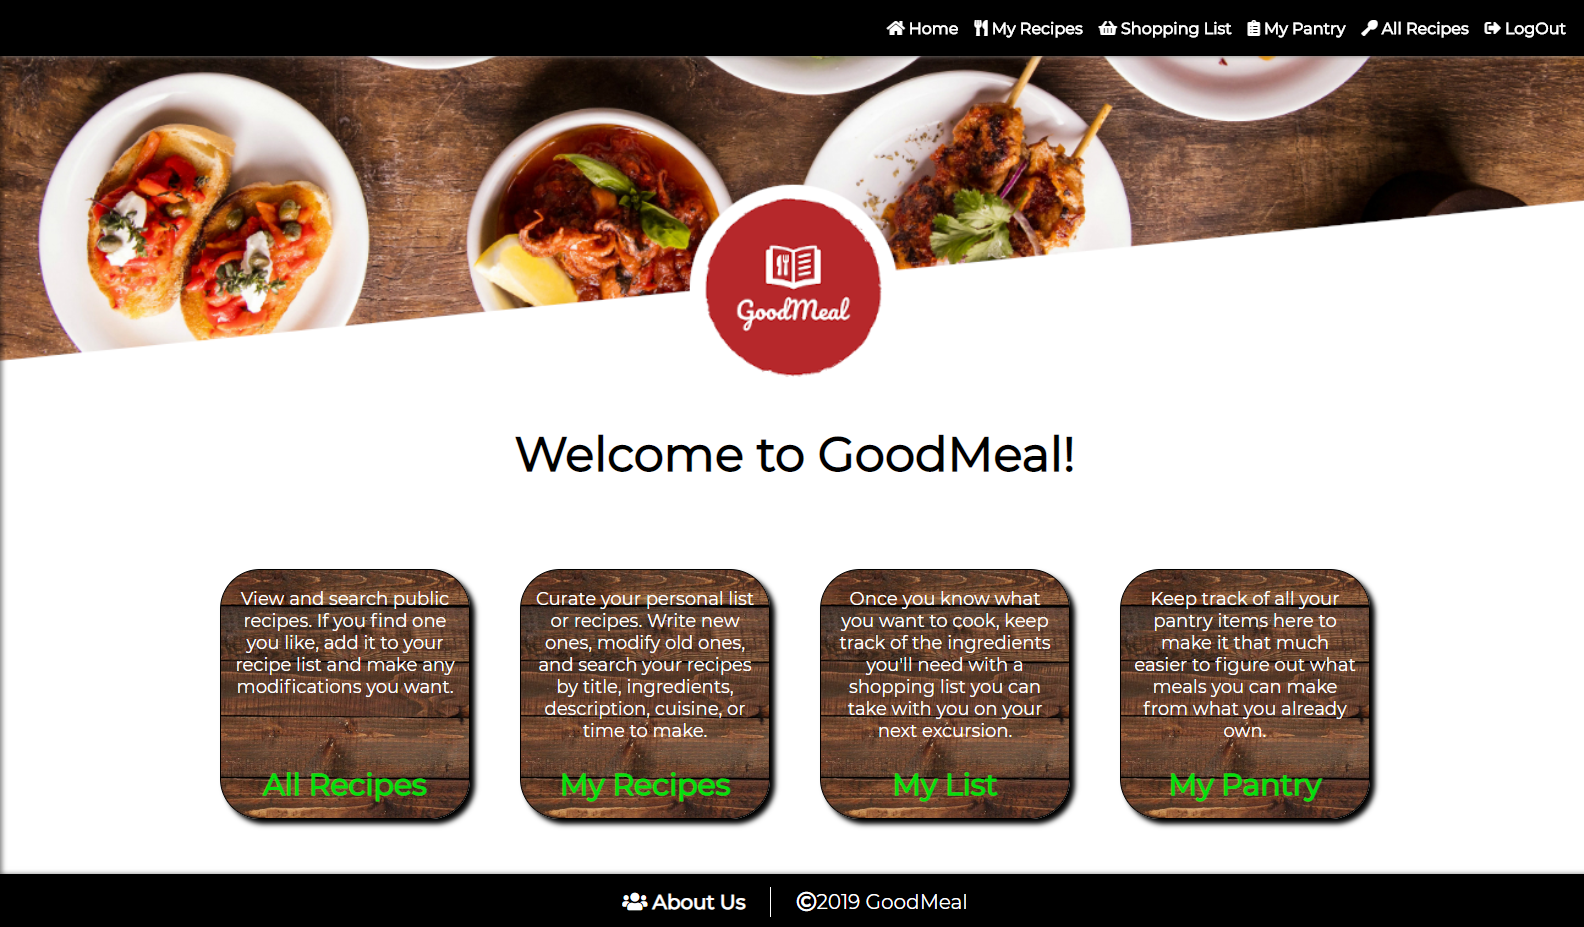 Home My Recipes Shopping List My Pantry All Recipes LogOut
GoodMeal
Welcome to GoodMeal!
View and search public
recipes. If you find one
you like, add it to your
recipe list and make any
modifications you want.
All Recipes
Curate your personal list
or recipes. Write new
ones, modify old ones,
and search your recipes
by title, ingredients,
description, cuisine, or
time to make.
My Recipes
Once you know what
you want to cook, keep
track of the ingredients
you'll need with a
shopping list you can
take with you on your
next excursion.
My List
Keep track of all your
pantry items here to
make it that much
easier to figure out what
meals you can make
from what you already
own.
My Pantry
About Us ©2019 GoodMeal